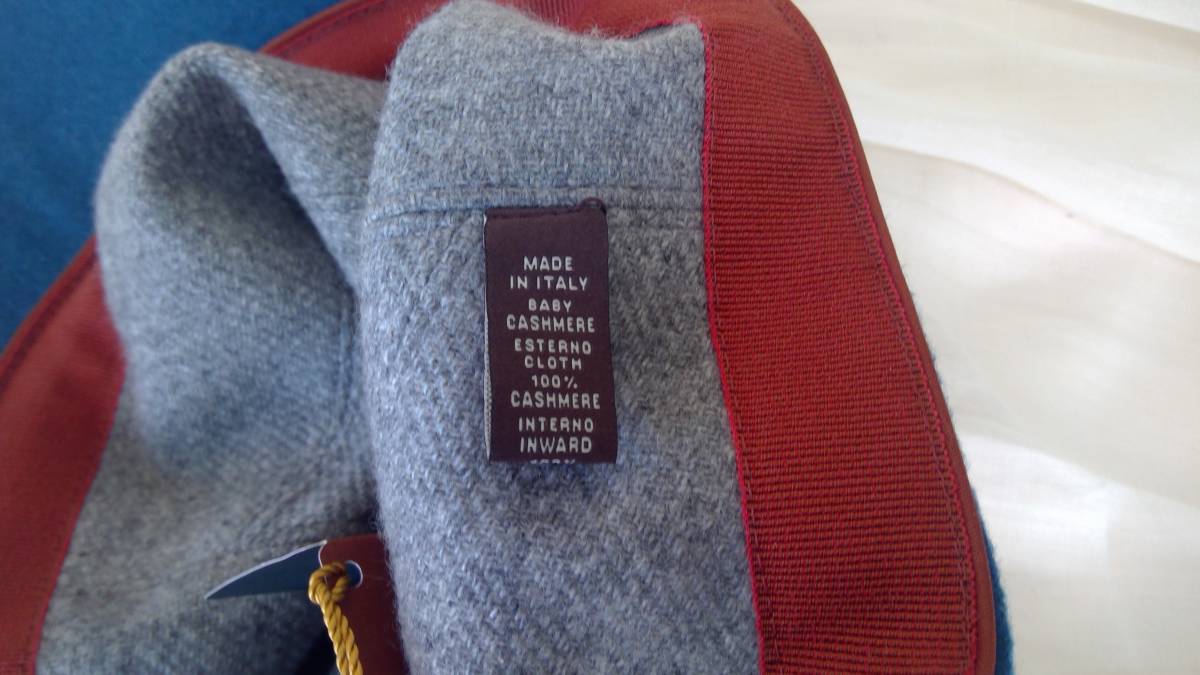 MADE
IN ITALY
BABY
CASHMERE
ESTERNO
CLOTH
100%
CASHMERE
INTERNO
INWARD